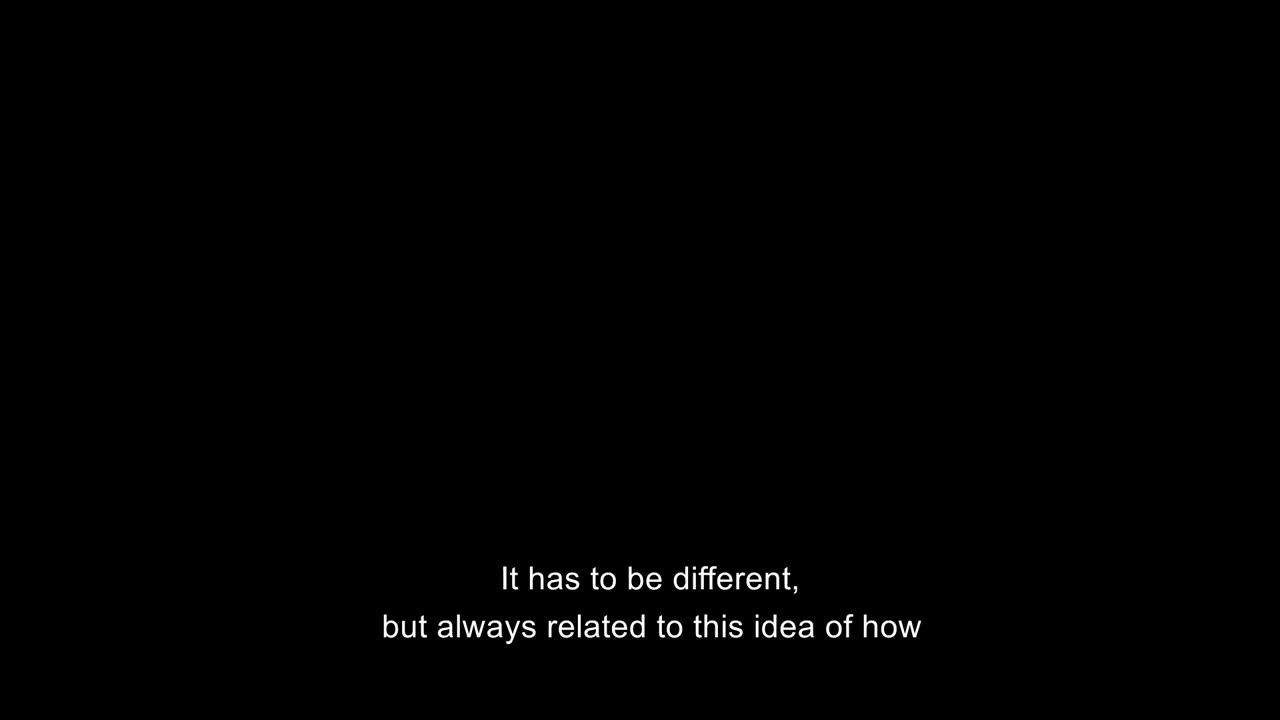 It has to be different,
but always related to this idea of how